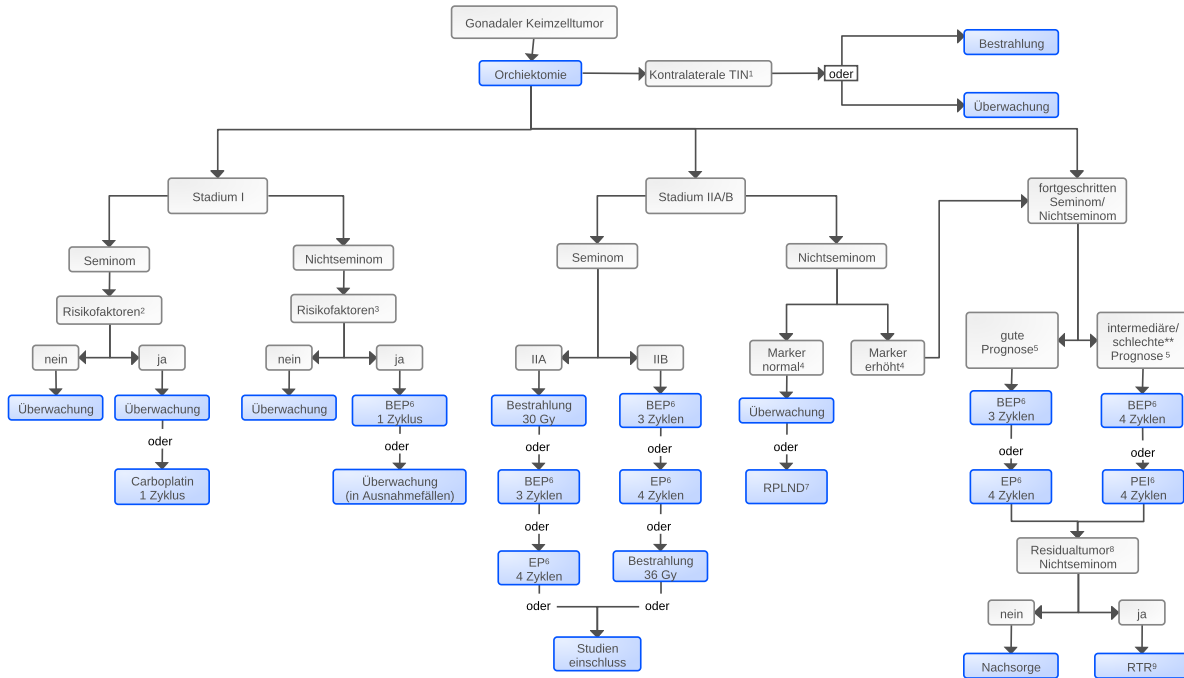 Gonadaler Keimzelltumor
Orchiektomie
Kontralaterale TIN¹
oder
Bestrahlung
Überwachung
Stadium I
Seminom
Risikofaktoren²
nein
Überwachung
ja
Überwachung
oder
Carboplatin
1 Zyklus
Nichtseminom
Risikofaktoren³
nein
Überwachung
ja
BEP⁶
1 Zyklus
oder
Überwachung
(in Ausnahmefällen)
Stadium IIA/B
Seminom
IIA
Bestrahlung
30 Gy
oder
BEP⁶
3 Zyklen
oder
EP⁶
4 Zyklen
oder
IIB
BEP⁶
3 Zyklen
oder
EP⁶
4 Zyklen
oder
Bestrahlung
36 Gy
oder
Studien
einschluss
Nichtseminom
Marker
normal⁴
Überwachung
oder
RPLND⁷
Marker
erhöht⁴
fortgeschritten
Seminom/
Nichtseminom
gute
Prognose⁵
BEP⁶
3 Zyklen
oder
EP⁶
4 Zyklen
intermediäre/
schlechte**
Prognose ⁵
BEP⁶
4 Zyklen
oder
PEI⁶
4 Zyklen
Residualtumor⁸
Nichtseminom
nein
Nachsorge
ja
RTR⁹